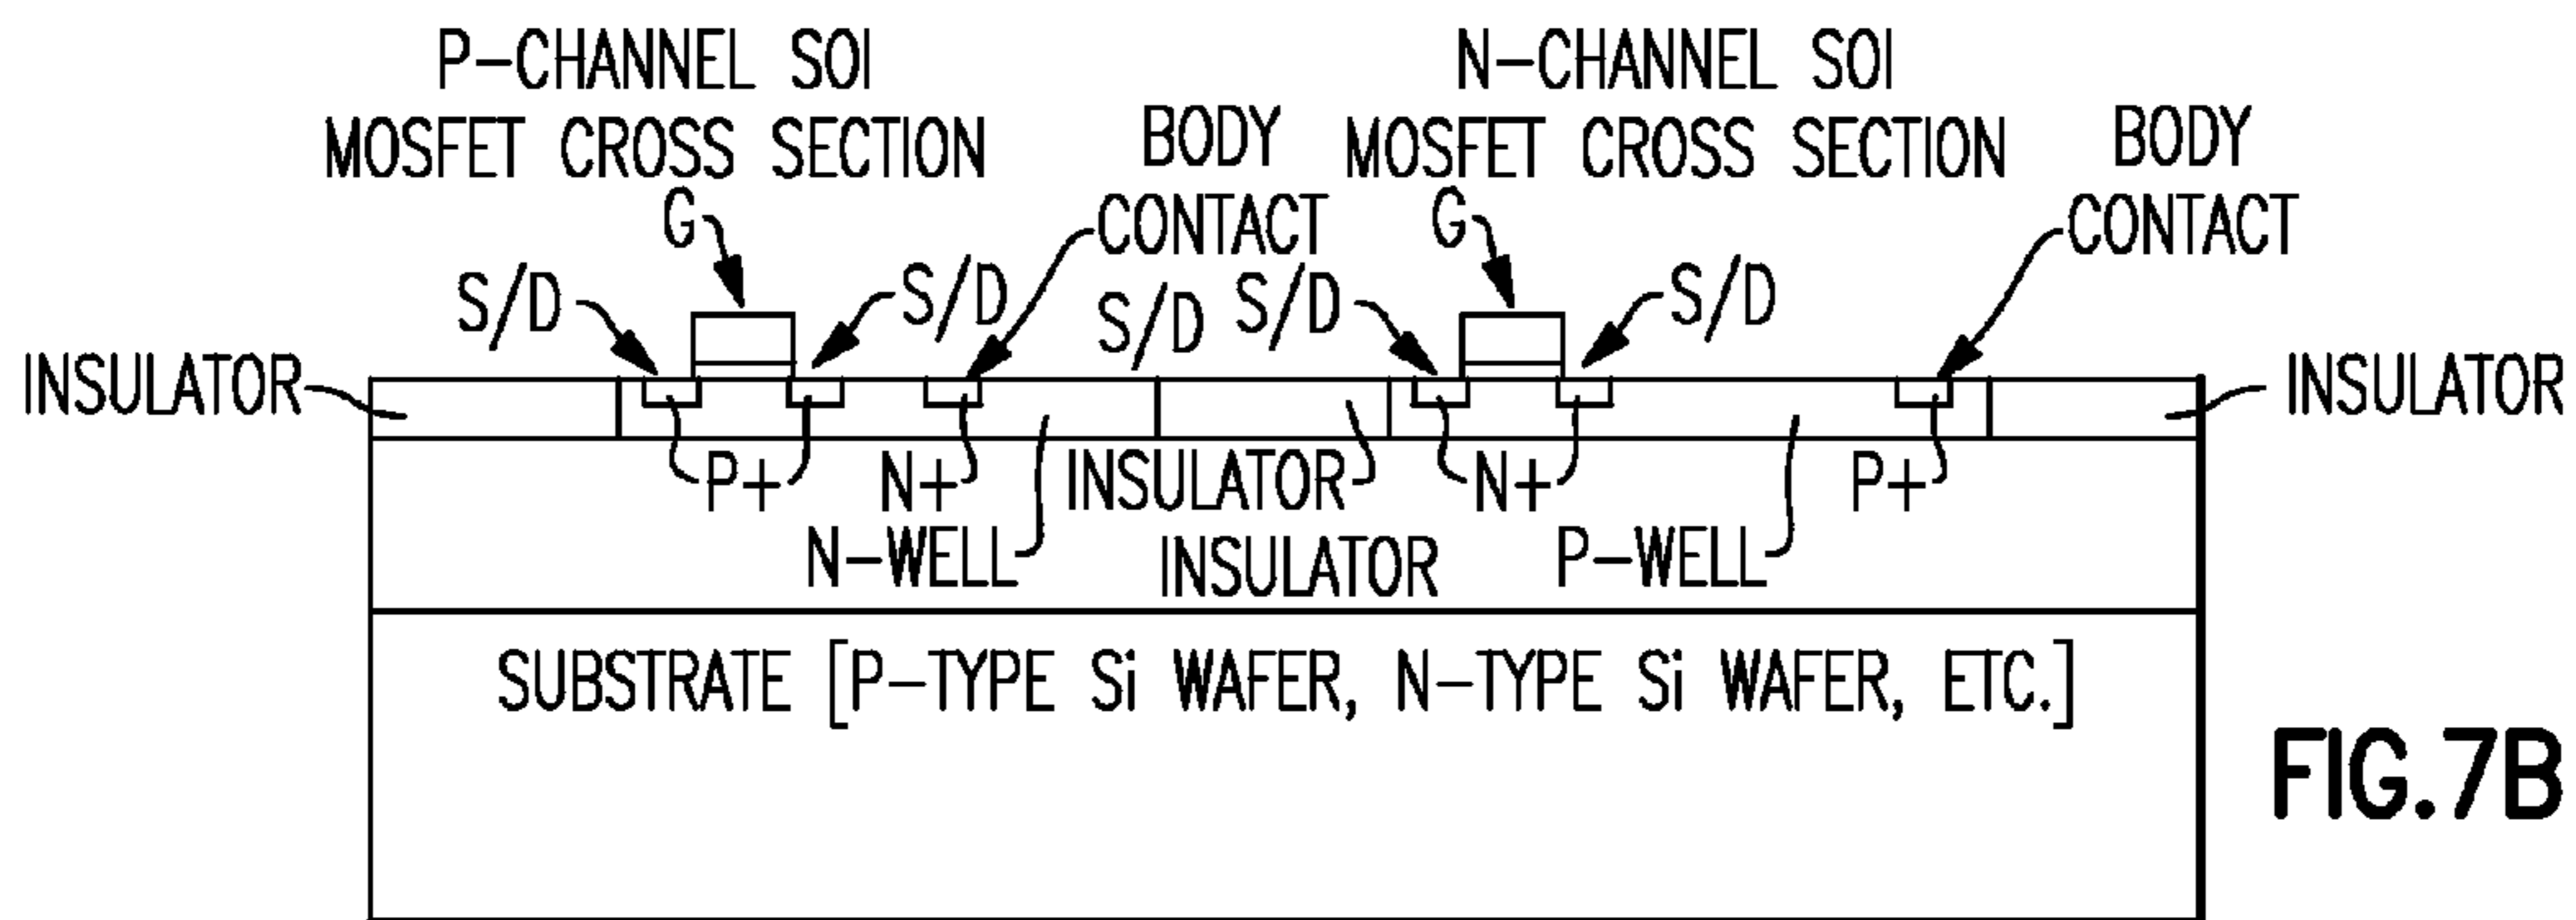 P-CHANNEL SOI
MOSFET CROSS SECTION
N-CHANNEL SOI
MOSFET CROSS SECTION
BODY
CONTACT
BODY
CONTACT
G
G
S/D
S/D
S/D
S/D
S/D
INSULATOR
INSULATOR
P+
N+
INSULATOR
N+
P+
N-WELL
INSULATOR
P-WELL
SUBSTRATE [P-TYPE Si WAFER, N-TYPE Si WAFER, ETC.]
FIG.7B